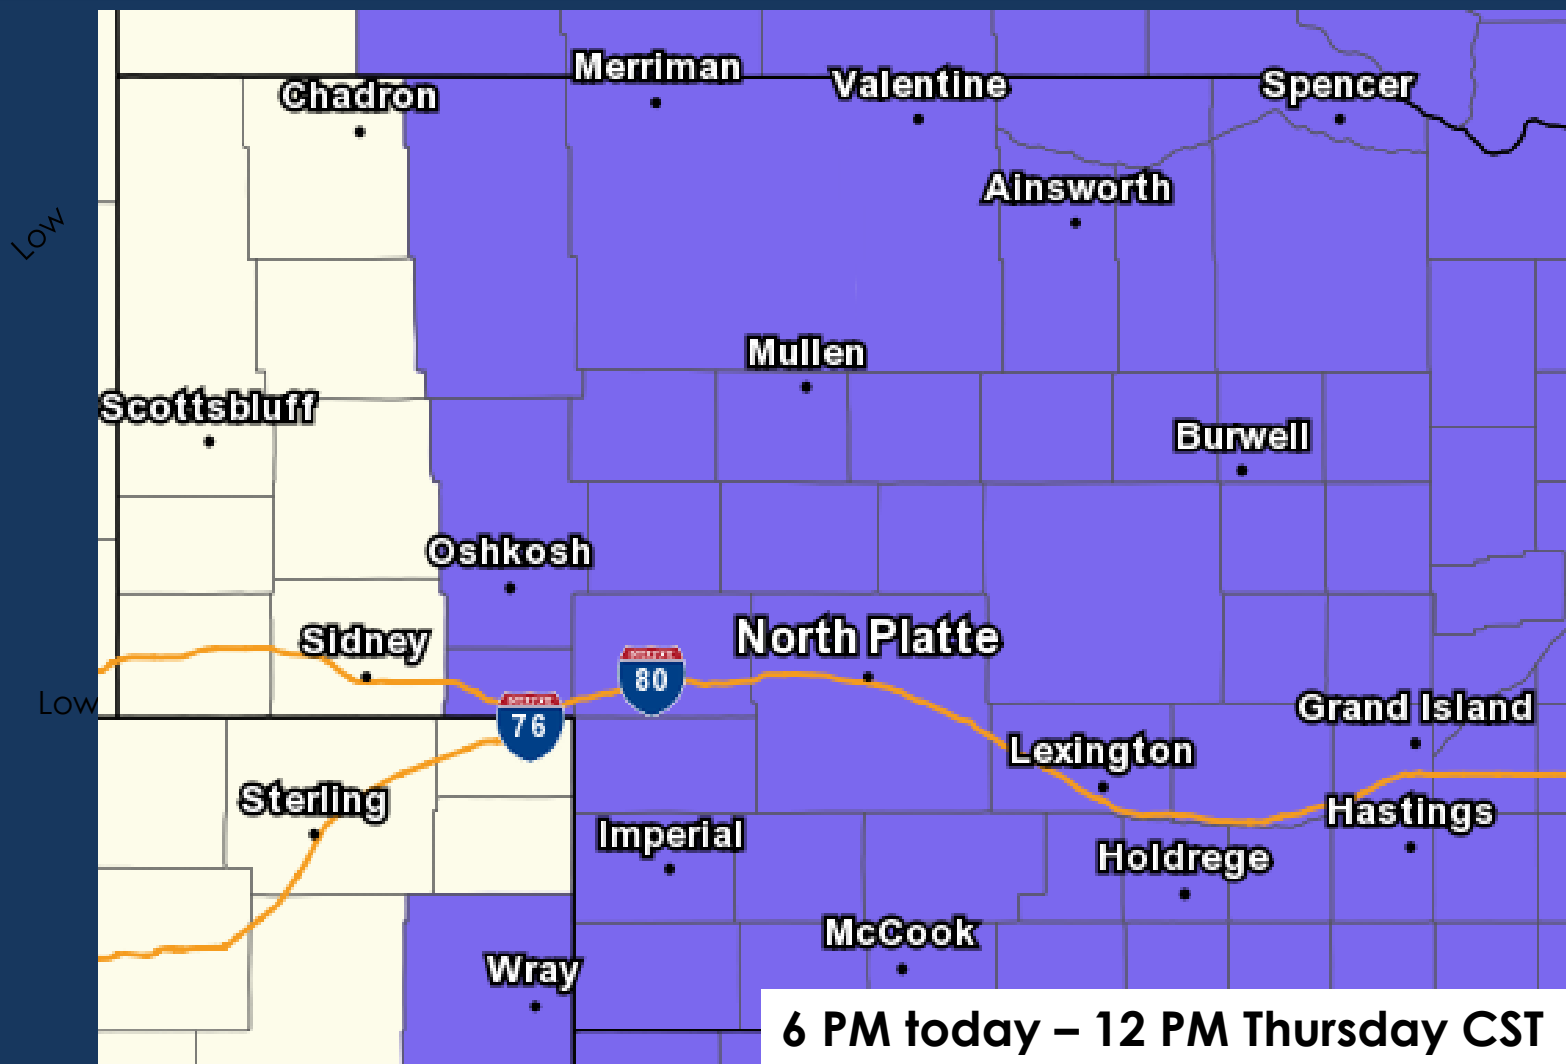 Merriman
Valentine
Spencer
Chadron
Ainsworth
Low
Mullen
Scottsbluff
Burwell
Oshkosh
Sidney
North Platte
80
Low
76
Grand Island
Lexington
Sterling
Hastings
Imperial
Holdrege
McCook
Wray
6 PM today – 12 PM Thursday CST